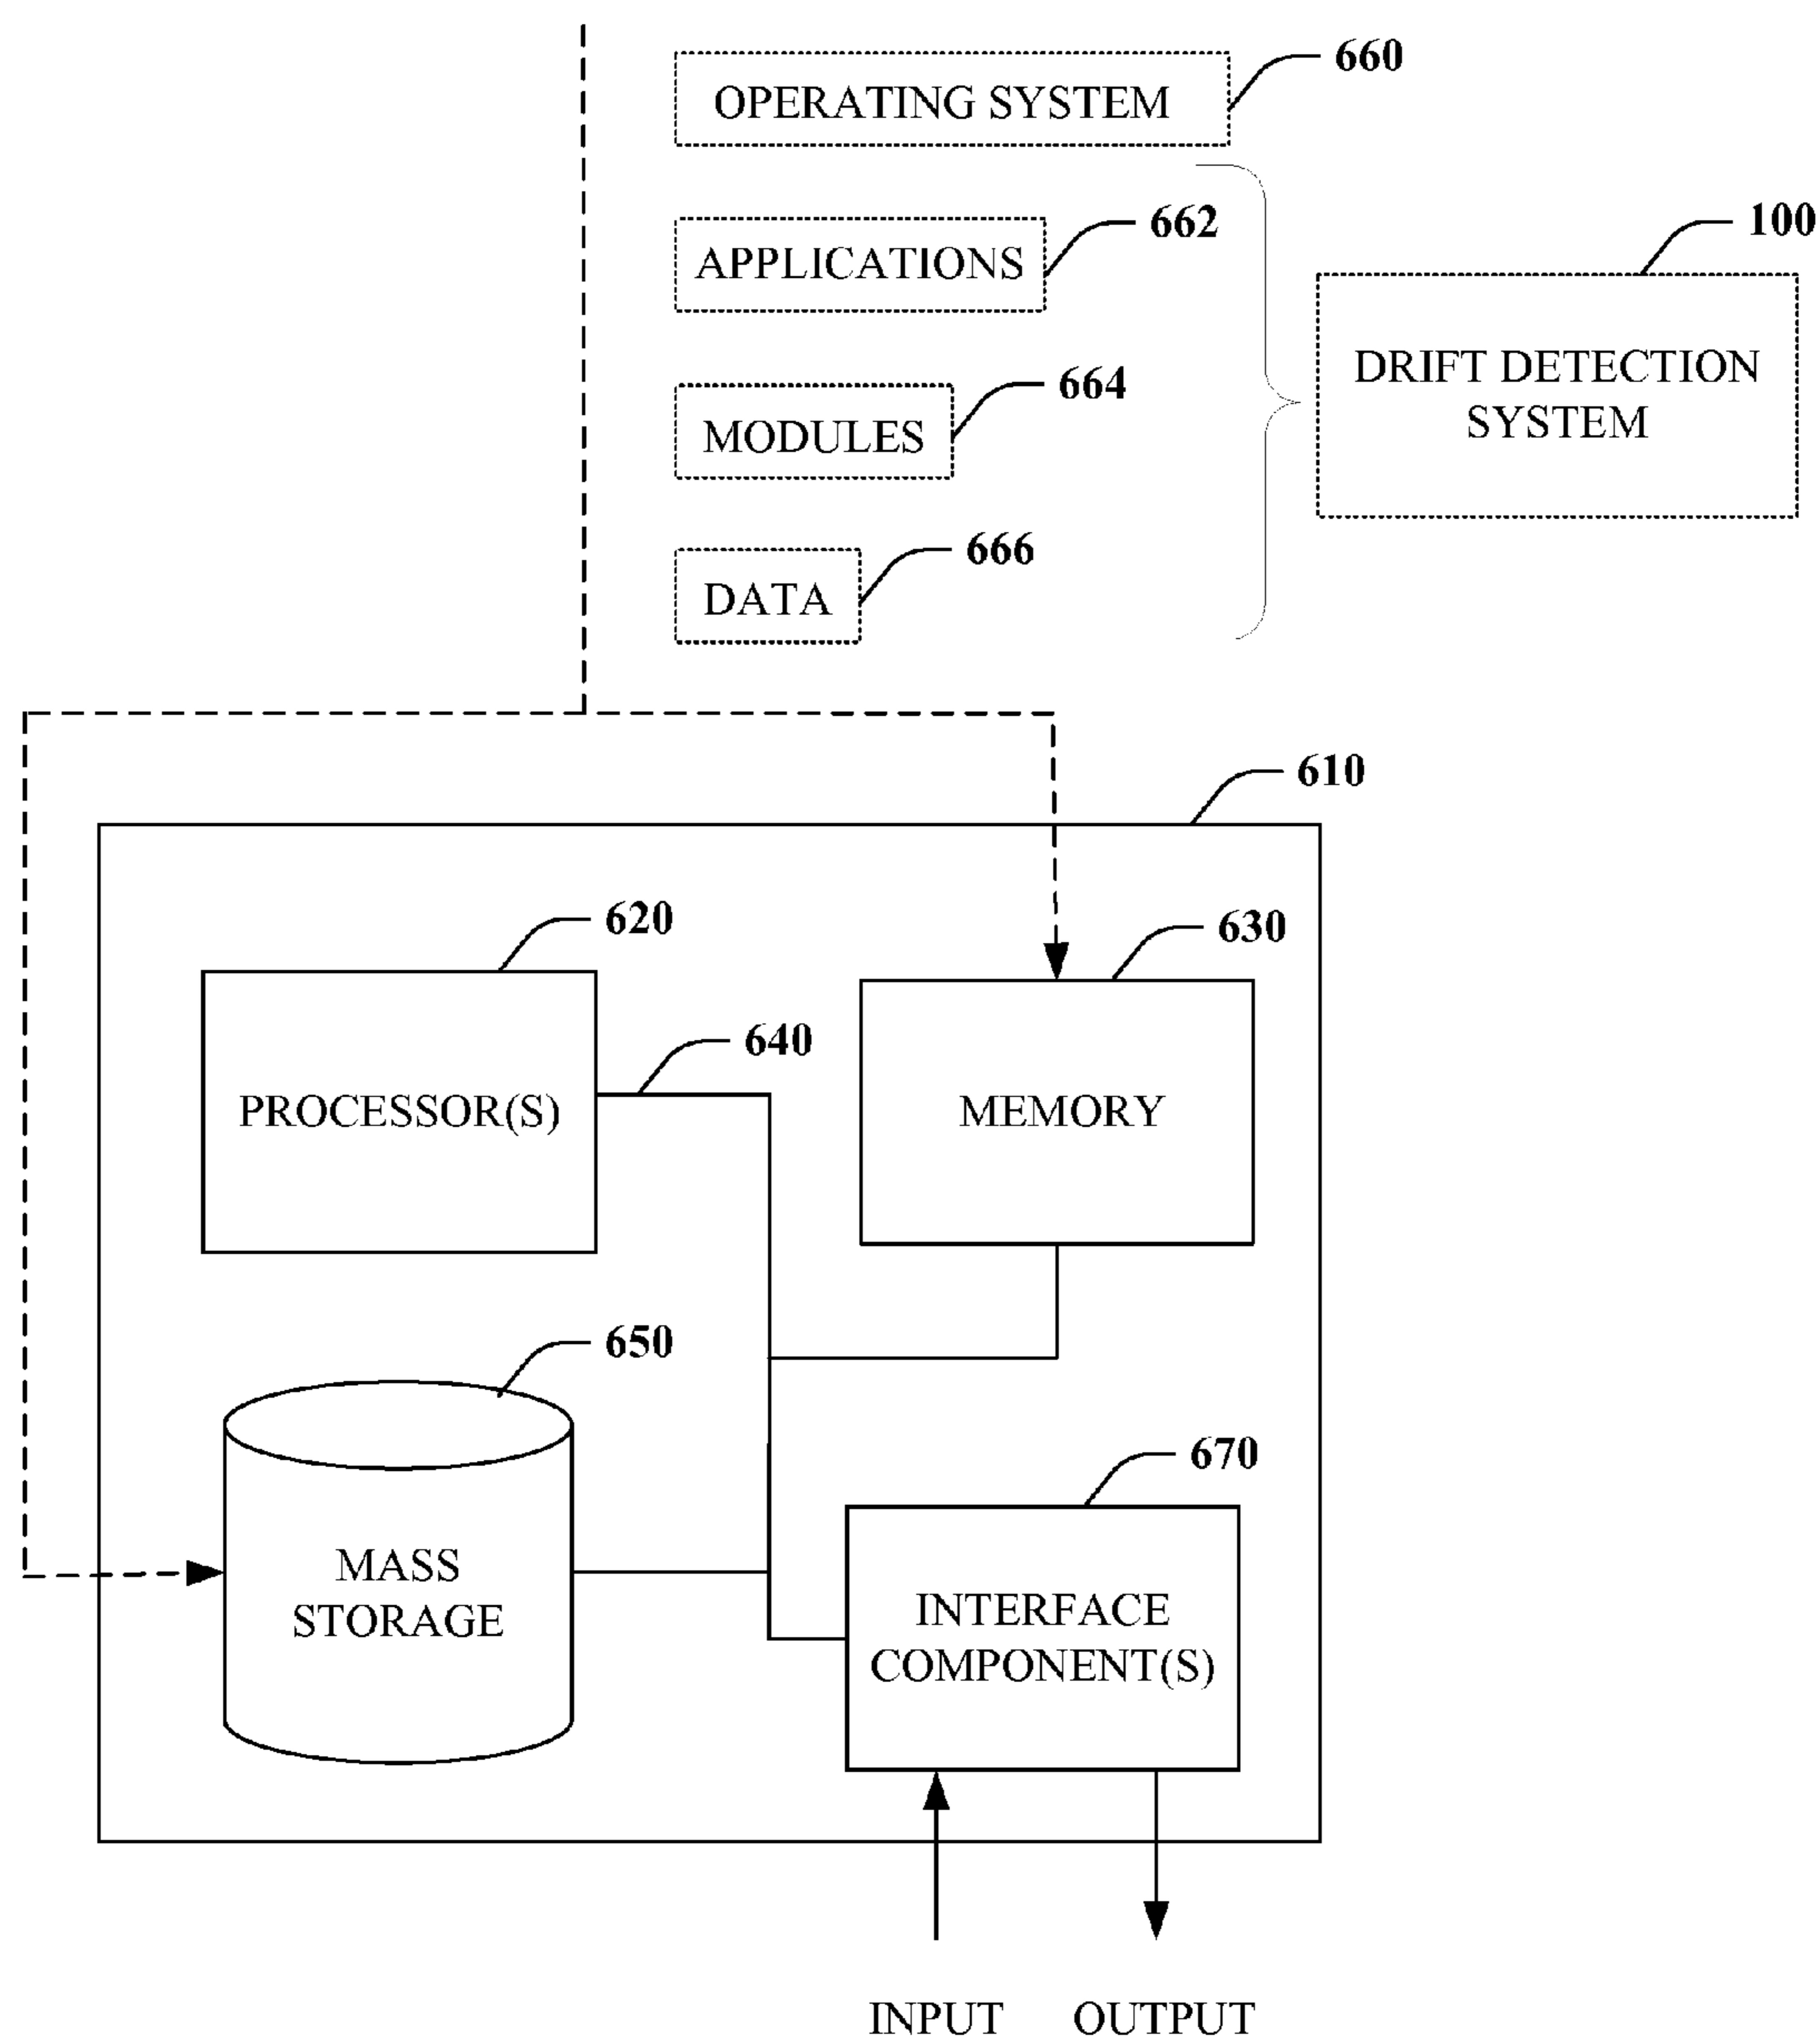 660
OPERATING SYSTEM
662
APPLICATIONS
100
DRIFT DETECTION
SYSTEM
664
MODULES
666
DATA
610
620
PROCESSOR(S)
630
MEMORY
640
650
MASS
STORAGE
670
INTERFACE
COMPONENT(S)
INPUT
OUTPUT